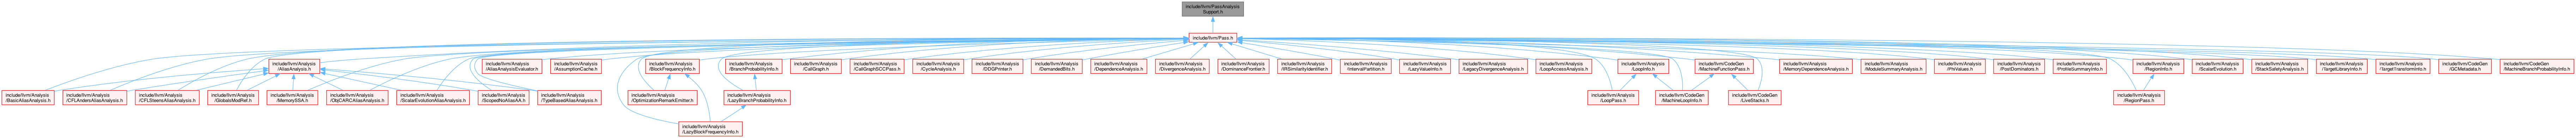 include/llvm/PassAnalysis
Support.h
include/llvm/Pass.h
include/llvm/Analysis
/AliasAnalysis.h
include/llvm/Analysis
/AliasAnalysisEvaluator.h
include/llvm/Analysis
/AssumptionCache.h
include/llvm/Analysis
/BlockFrequencyInfo.h
include/llvm/Analysis
/BranchProbabilityInfo.h
include/llvm/Analysis
/CallGraph.h
include/llvm/Analysis
/CallGraphSCCPass.h
include/llvm/Analysis
/CycleAnalysis.h
include/llvm/Analysis
/DDGPrinter.h
include/llvm/Analysis
/DemandedBits.h
include/llvm/Analysis
/DependenceAnalysis.h
include/llvm/Analysis
/DivergenceAnalysis.h
include/llvm/Analysis
/DominanceFrontier.h
include/llvm/Analysis
/IRSimilarityIdentifier.h
include/llvm/Analysis
/IntervalPartition.h
include/llvm/Analysis
/LazyValueInfo.h
include/llvm/Analysis
/LegacyDivergenceAnalysis.h
include/llvm/Analysis
/LoopAccessAnalysis.h
include/llvm/Analysis
/LoopInfo.h
include/llvm/CodeGen
/MachineFunctionPass.h
include/llvm/Analysis
/MemoryDependenceAnalysis.h
include/llvm/Analysis
/ModuleSummaryAnalysis.h
include/llvm/Analysis
/PhiValues.h
include/llvm/Analysis
/PostDominators.h
include/llvm/Analysis
/ProfileSummaryInfo.h
include/llvm/Analysis
/RegionInfo.h
include/llvm/Analysis
/ScalarEvolution.h
include/llvm/Analysis
/StackSafetyAnalysis.h
include/llvm/Analysis
/TargetLibraryInfo.h
include/llvm/Analysis
/TargetTransformInfo.h
include/llvm/CodeGen
/GCMetadata.h
include/llvm/CodeGen
/MachineBranchProbabilityInfo.h
include/llvm/Analysis
/BasicAliasAnalysis.h
include/llvm/Analysis
/CFLAndersAliasAnalysis.h
include/llvm/Analysis
/CFLSteensAliasAnalysis.h
include/llvm/Analysis
/GlobalsModRef.h
include/llvm/Analysis
/MemorySSA.h
include/llvm/Analysis
/ObjCARCAliasAnalysis.h
include/llvm/Analysis
/ScalarEvolutionAliasAnalysis.h
include/llvm/Analysis
/ScopedNoAliasAA.h
include/llvm/Analysis
/TypeBasedAliasAnalysis.h
include/llvm/Analysis
/OptimizationRemarkEmitter.h
include/llvm/Analysis
/LazyBranchProbabilityInfo.h
include/llvm/Analysis
/LoopPass.h
include/llvm/CodeGen
/MachineLoopInfo.h
include/llvm/CodeGen
/LiveStacks.h
include/llvm/Analysis
/RegionPass.h
include/llvm/Analysis
/LazyBlockFrequencyInfo.h